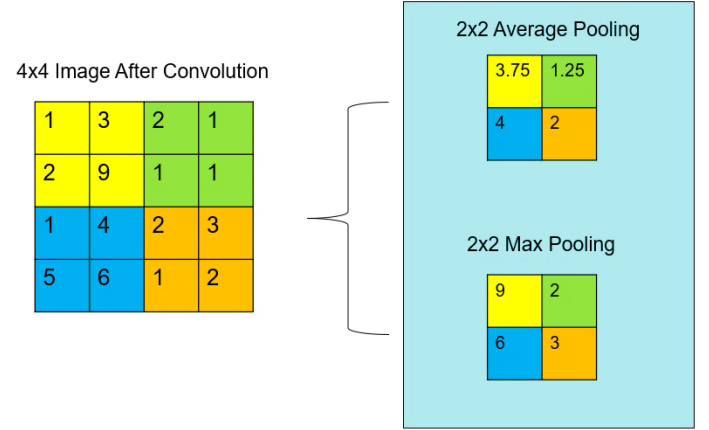 4x4 Image After Convolution
1 3 2 1
2 9 1 1
1 4 2 3
5 6 1 2
2x2 Average Pooling
3.75 1.25
4 2
2x2 Max Pooling
9 2
6 3